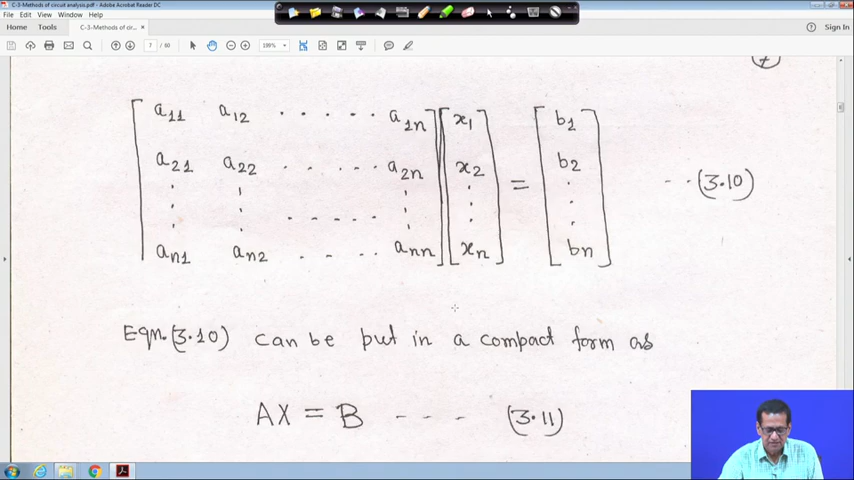 C-3-Methods of circuit analysis.pdf - Adobe Acrobat Reader DC
File Edit View Window Help
Home Tools C-3-Methods of circ... × Sign In
7 / 60
7
a11 a12 . . . . . . a1n x1 b1
a21 a22 . . . . . . a2n x2 = b2 - - (3.10)
an1 an2 . . . . ann xn bn
Eqn.(3.10) can be put in a compact form as
AX = B - - - - (3.11)